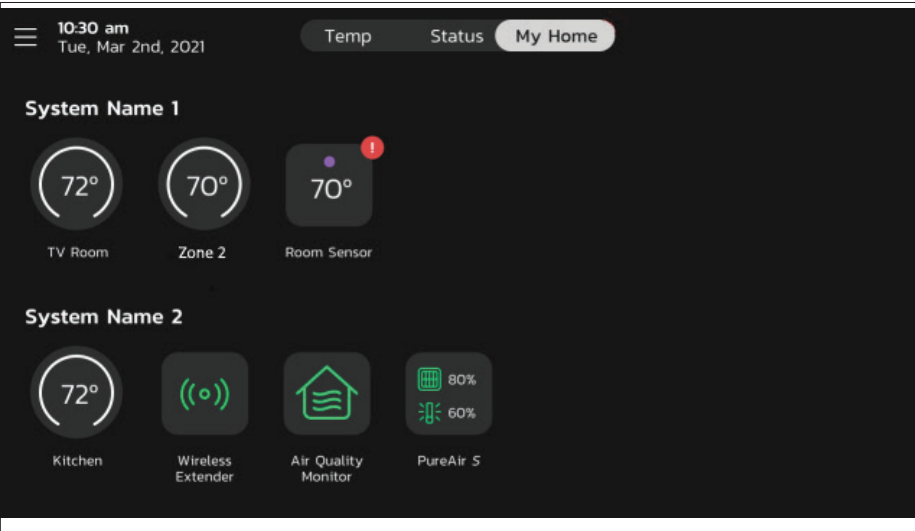 10:30 am
Tue, Mar 2nd, 2021
Temp Status My Home
System Name 1
72° 70° 70° !
TV Room Zone 2 Room Sensor
System Name 2
72° 80%
60%
Kitchen Wireless Air Quality PureAir S
Extender Monitor